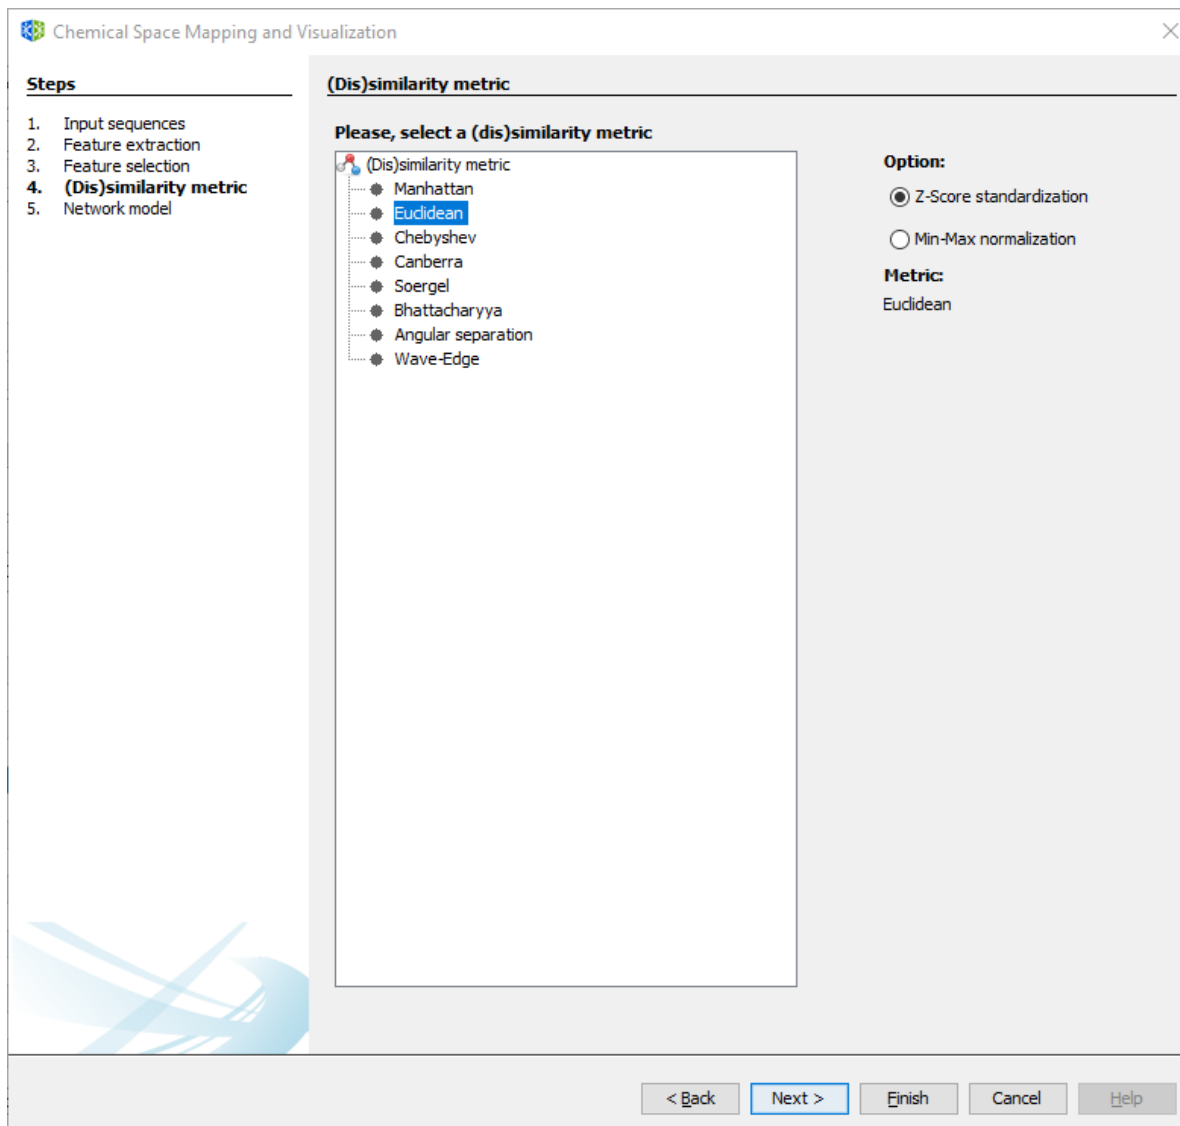 Chemical Space Mapping and Visualization
Steps
1. Input sequences
2. Feature extraction
3. Feature selection
4. (Dis)similarity metric
5. Network model
(Dis)similarity metric
Please, select a (dis)similarity metric
(Dis)similarity metric
Manhattan
Euclidean
Chebyshev
Canberra
Soergel
Bhattacharyya
Angular separation
Wave-Edge
Option:
Z-Score standardization
Min-Max normalization
Metric:
Euclidean
< Back
Next >
Finish
Cancel
Help